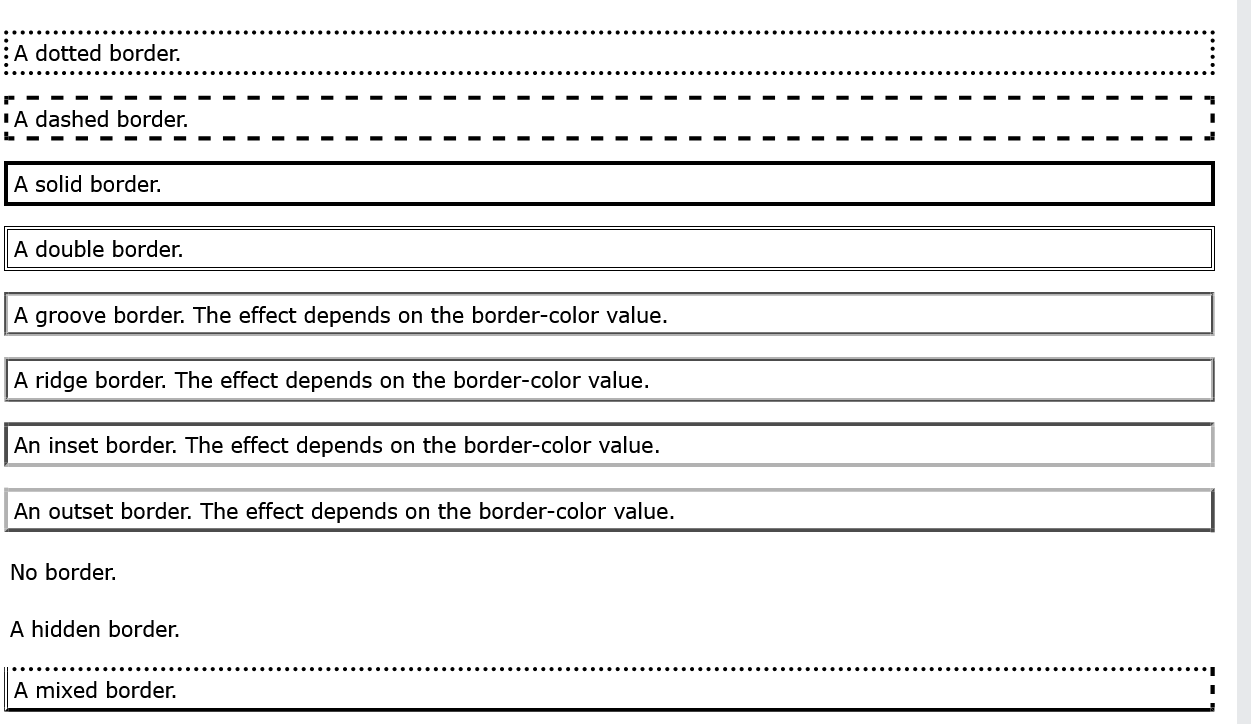 A dotted border.
A dashed border.
A solid border.
A double border.
A groove border. The effect depends on the border-color value.
A ridge border. The effect depends on the border-color value.
An inset border. The effect depends on the border-color value.
An outset border. The effect depends on the border-color value.
No border.
A hidden border.
A mixed border.